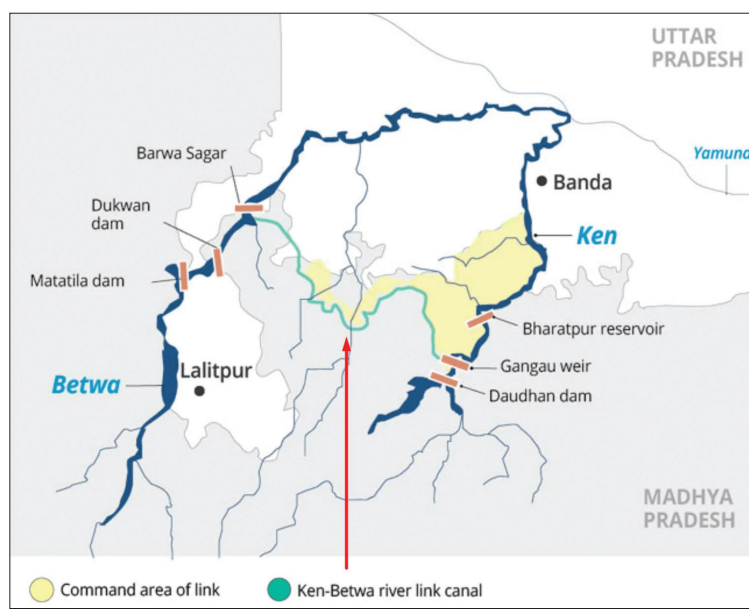 UTTAR
PRADESH
Barwa Sagar
Yamuna
Banda
Dukwan
dam
Ken
Matatila dam
Bharatpur reservoir
Lalitpur
Gangau weir
Betwa
Daudhan dam
MADHYA
PRADESH
Command area of link
Ken-Betwa river link canal